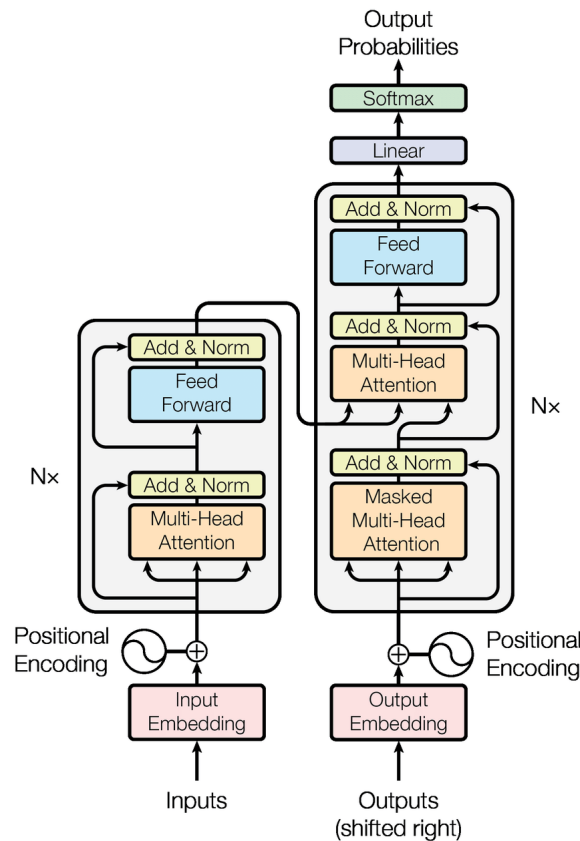 Output
Probabilities
Softmax
Linear
Add & Norm
Feed
Forward
Add & Norm
Multi-Head
Attention
Add & Norm
Masked
Multi-Head
Attention
N×
Add & Norm
Feed
Forward
Add & Norm
Multi-Head
Attention
N×
Positional
Encoding
Positional
Encoding
Input
Embedding
Output
Embedding
Inputs
Outputs
(shifted right)